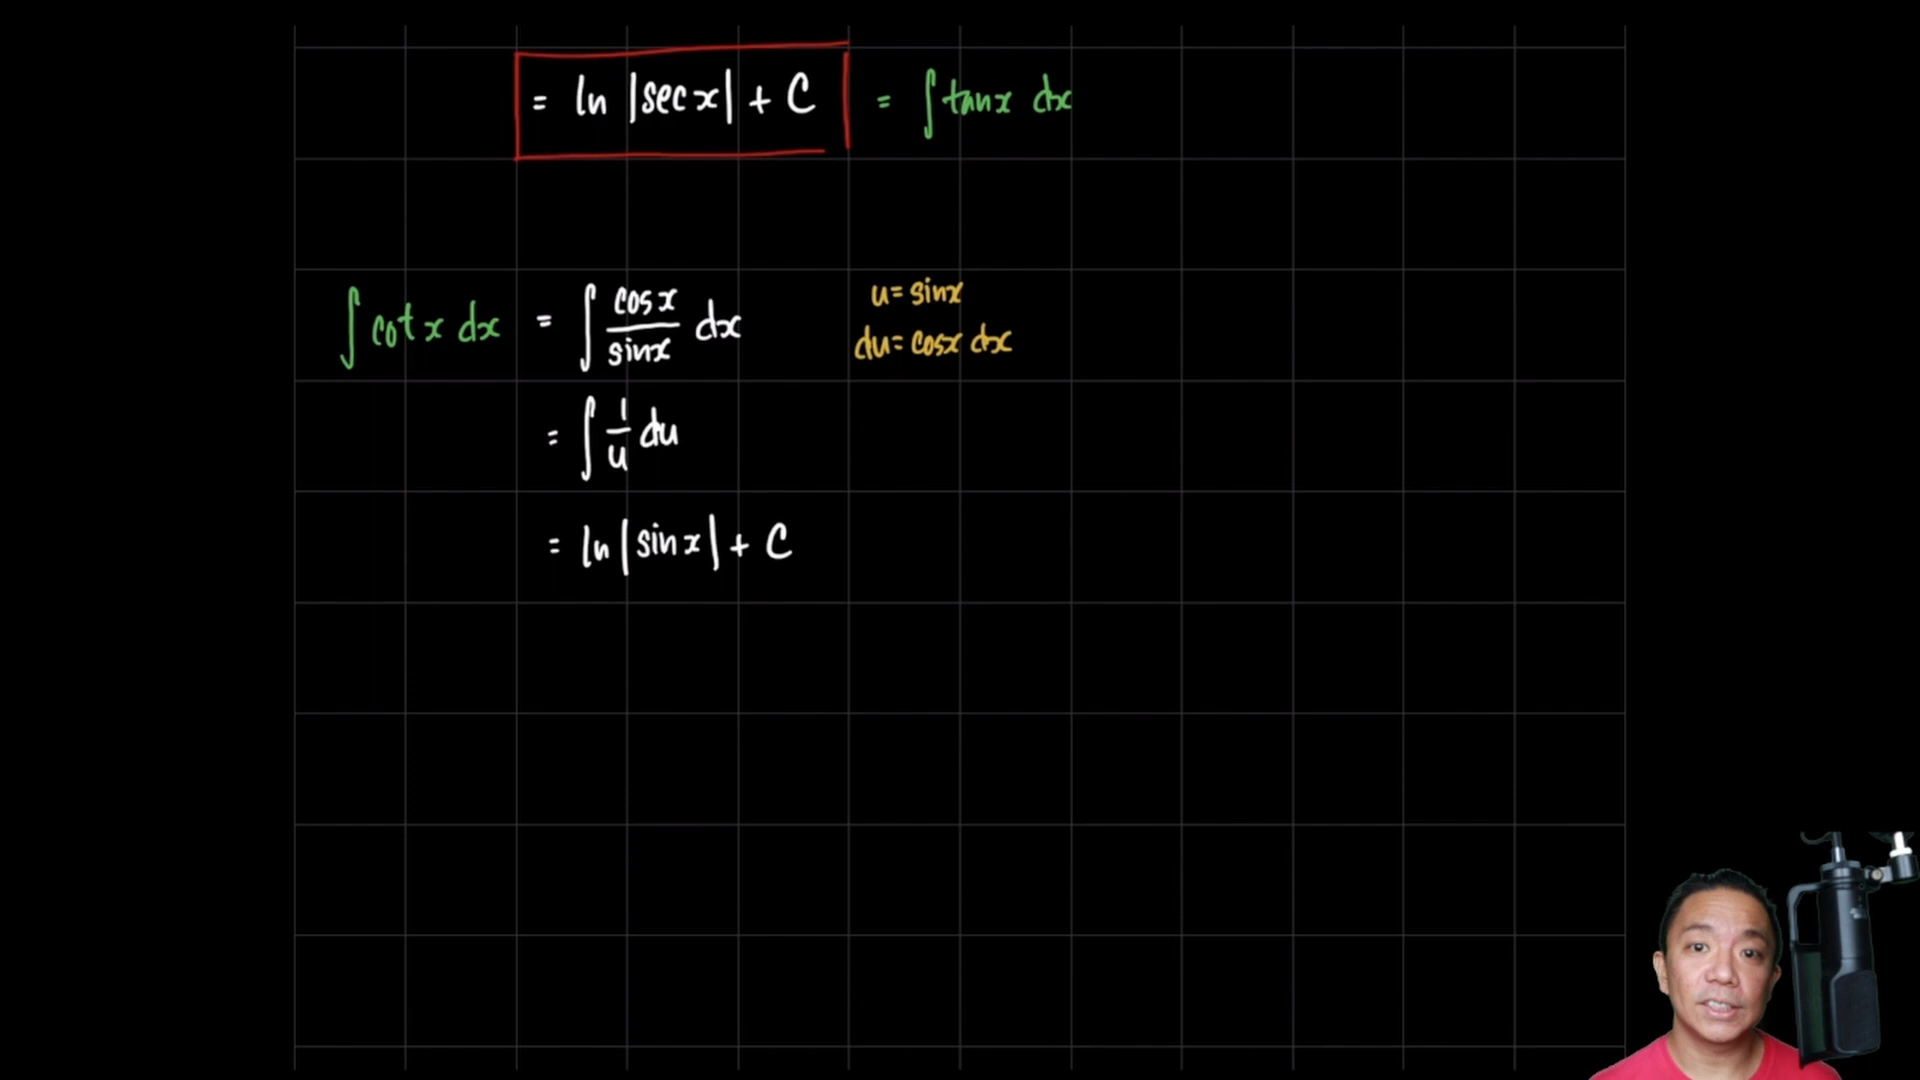 = ln |sec x| + C = ∫ tan x dx
∫ cot x dx = ∫ cos x / sin x dx
u = sin x
du = cos x dx
= ∫ 1/u du
= ln |sin x| + C